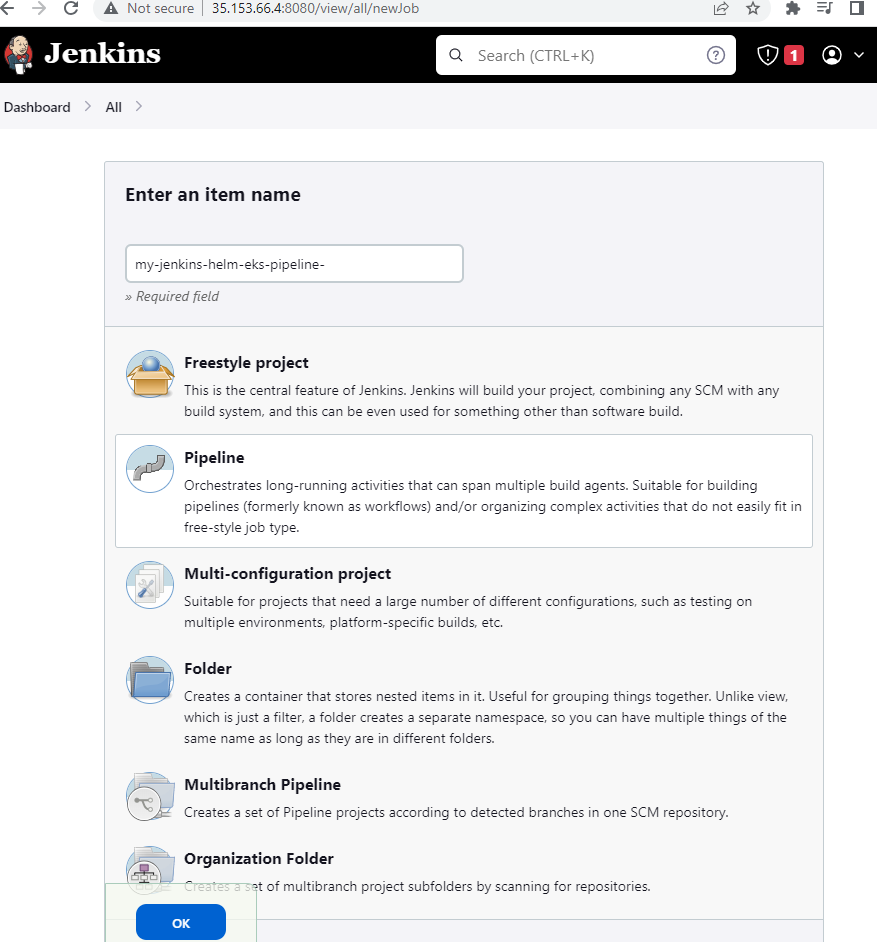 Not secure 35.153.66.4:8080/view/all/newJob
Jenkins
Search (CTRL+K)
1
Dashboard All
Enter an item name
my-jenkins-helm-eks-pipeline-
» Required field
Freestyle project
This is the central feature of Jenkins. Jenkins will build your project, combining any SCM with any
build system, and this can be even used for something other than software build.
Pipeline
Orchestrates long-running activities that can span multiple build agents. Suitable for building
pipelines (formerly known as workflows) and/or organizing complex activities that do not easily fit in
free-style job type.
Multi-configuration project
Suitable for projects that need a large number of different configurations, such as testing on
multiple environments, platform-specific builds, etc.
Folder
Creates a container that stores nested items in it. Useful for grouping things together. Unlike view,
which is just a filter, a folder creates a separate namespace, so you can have multiple things of the
same name as long as they are in different folders.
Multibranch Pipeline
Creates a set of Pipeline projects according to detected branches in one SCM repository.
Organization Folder
Creates a set of multibranch project subfolders by scanning for repositories.
OK